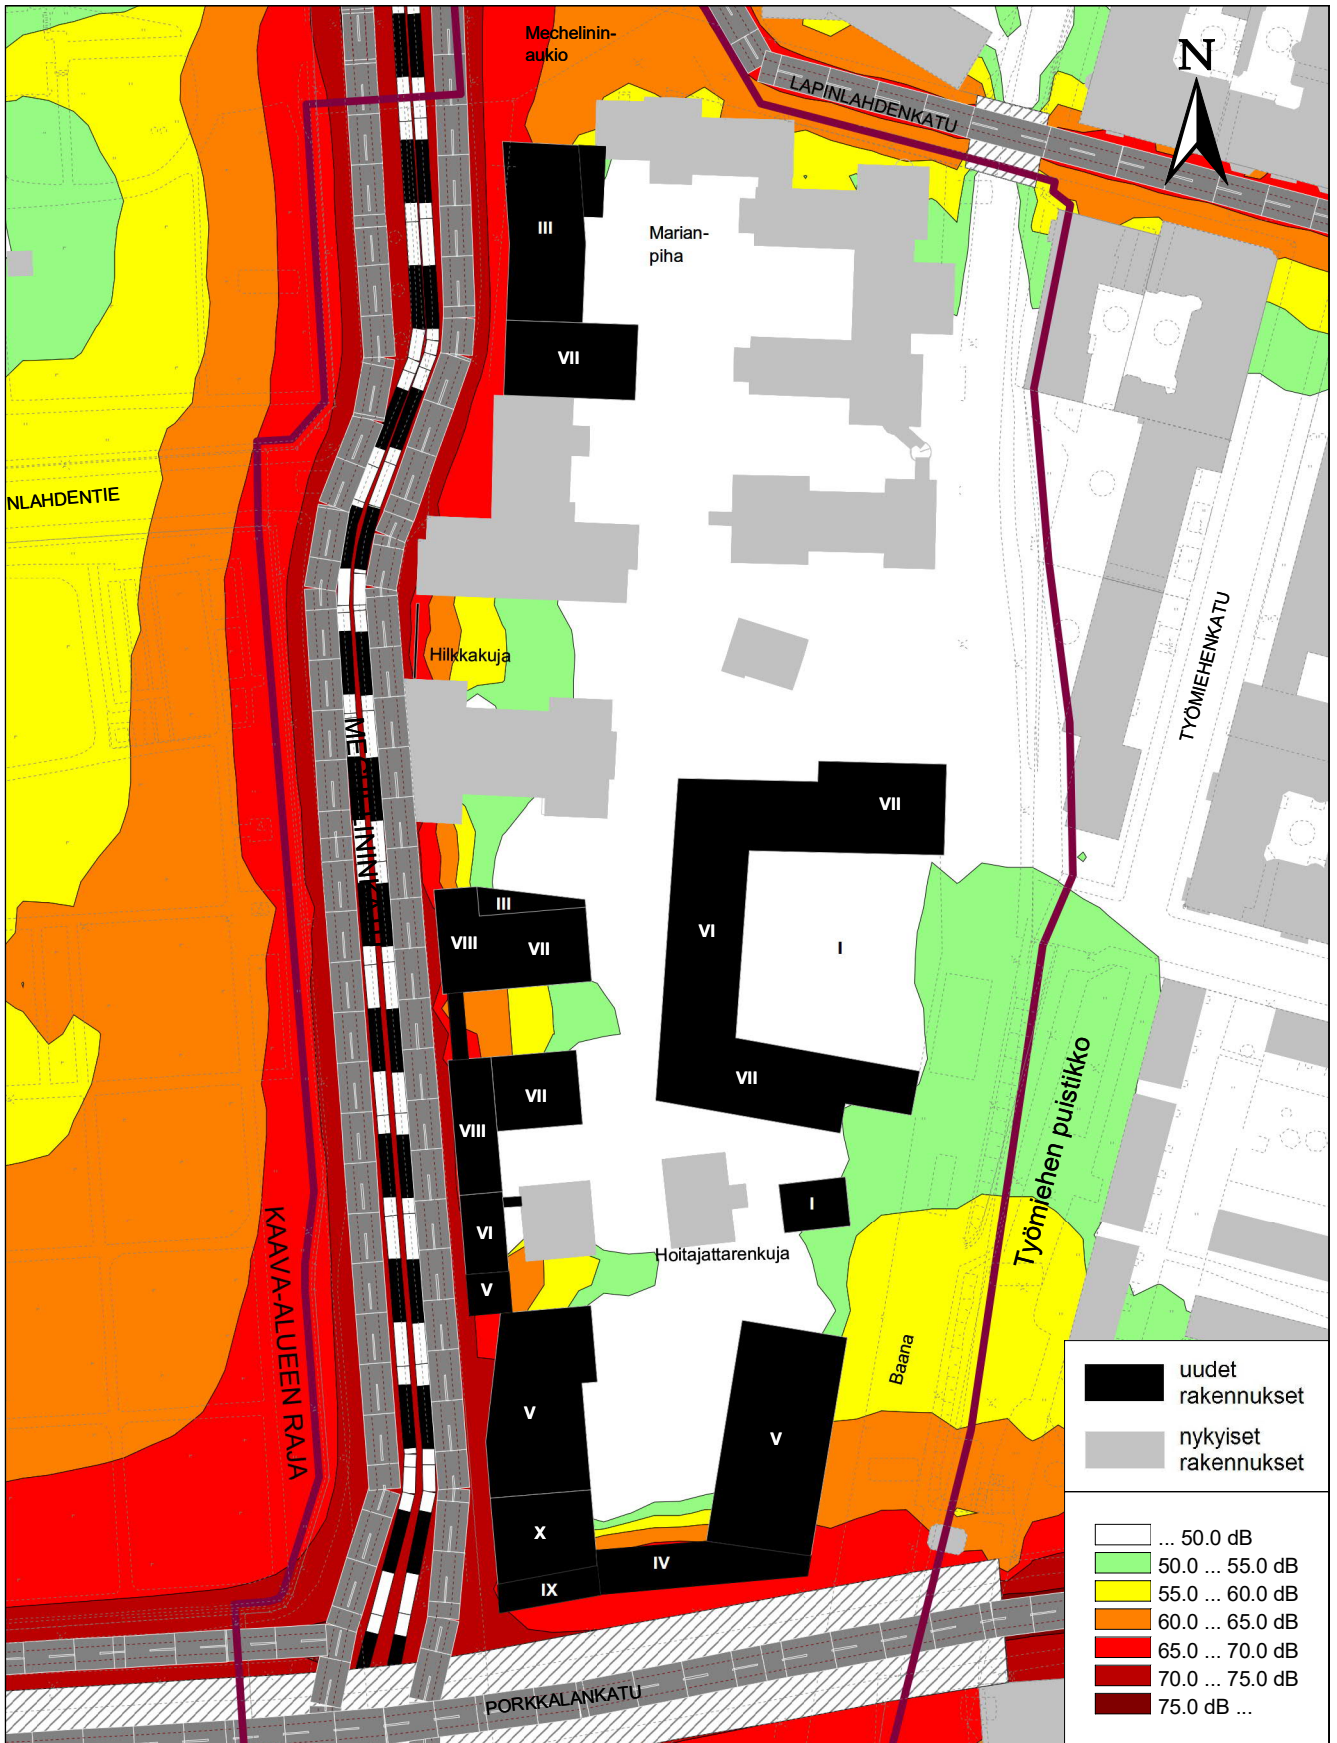 Mechelinin-
aukio
N
LAPINLAHDENKATU
III
Marian-
piha
VII
NLAHDENTIE
TYÖMIEHENKATU
Hilkkakuja
VII
III
VIII
VII
VI
I
VII
VII
VIII
Työmiehen puistikko
I
VI
Hoitajattarenkuja
V
KAAVA-ALUEEN RAJA
Baana
V
V
X
IV
IX
PORKKALANKATU
uudet
rakennukset
nykyiset
rakennukset
... 50.0 dB
50.0 ... 55.0 dB
55.0 ... 60.0 dB
60.0 ... 65.0 dB
65.0 ... 70.0 dB
70.0 ... 75.0 dB
75.0 dB ...